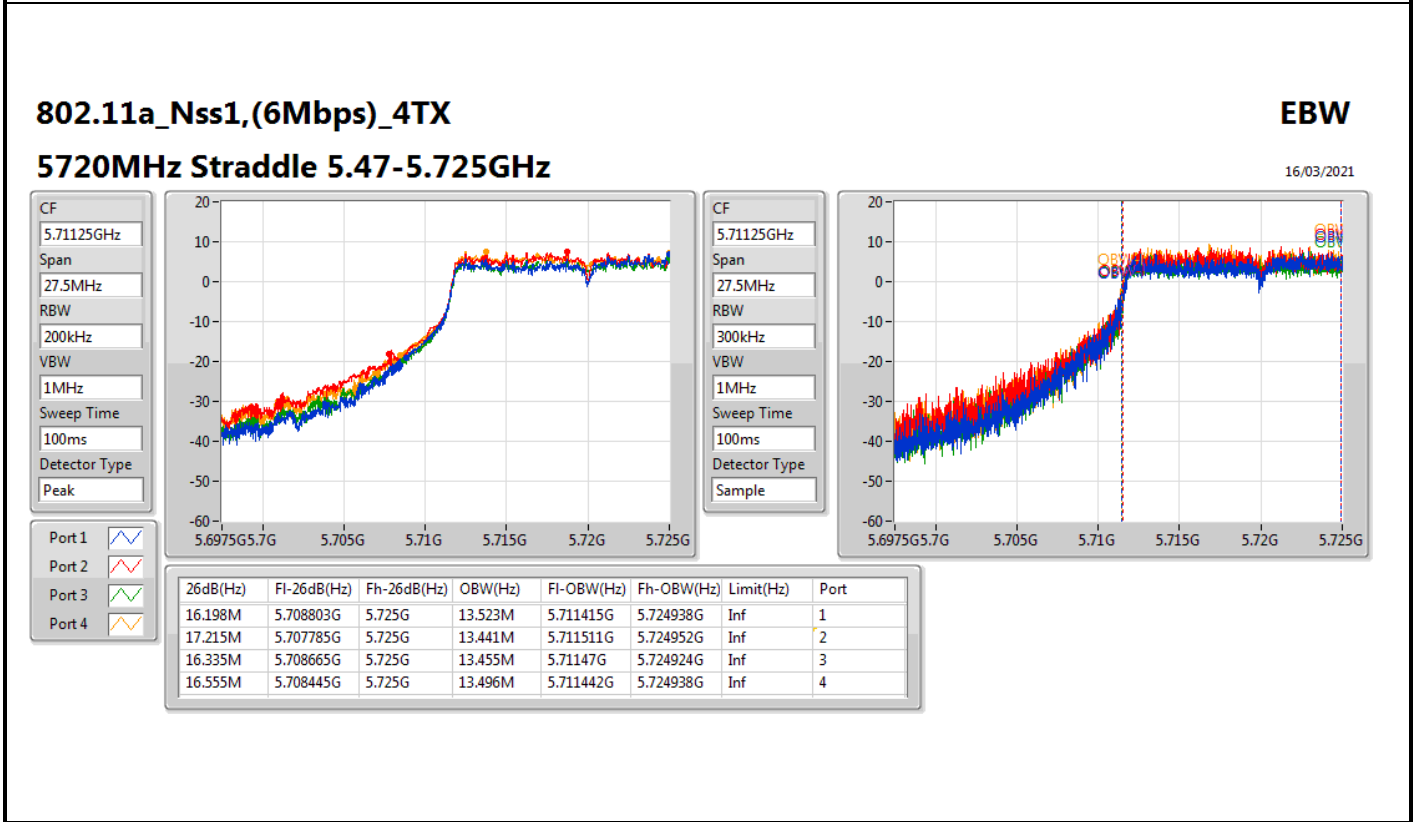 802.11a_Nss1,(6Mbps)_4TX
EBW
5720MHz Straddle 5.47-5.725GHz
16/03/2021
CF
5.71125GHz
Span
27.5MHz
RBW
200kHz
VBW
1MHz
Sweep Time
100ms
Detector Type
Peak
20
10
0
-10
-20
-30
-40
-50
-60
5.6975G 5.7G 5.705G 5.71G 5.715G 5.72G 5.725G
CF
5.71125GHz
Span
27.5MHz
RBW
300kHz
VBW
1MHz
Sweep Time
100ms
Detector Type
Sample
20
10
0
-10
-20
-30
-40
-50
-60
5.6975G 5.7G 5.705G 5.71G 5.715G 5.72G 5.725G
Port 1
Port 2
Port 3
Port 4
26dB(Hz) Fl-26dB(Hz) Fh-26dB(Hz) OBW(Hz) Fl-OBW(Hz) Fh-OBW(Hz) Limit(Hz) Port
16.198M 5.708803G 5.725G 13.523M 5.711415G 5.724938G Inf 1
17.215M 5.707785G 5.725G 13.441M 5.711511G 5.724952G Inf 2
16.335M 5.708665G 5.725G 13.455M 5.71147G 5.724924G Inf 3
16.555M 5.708445G 5.725G 13.496M 5.711442G 5.724938G Inf 4